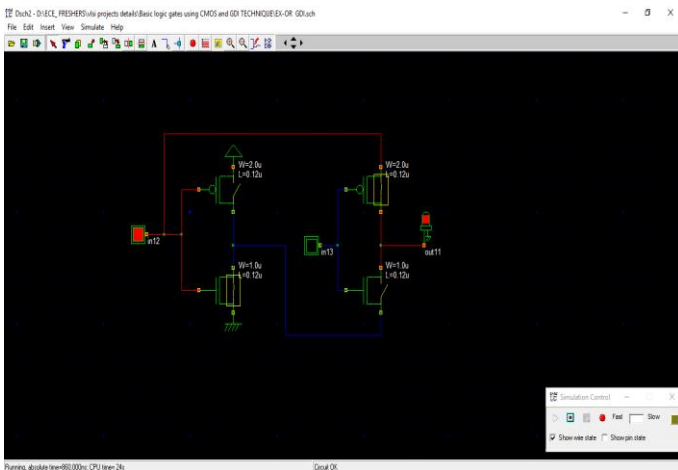 Dsch2 - D:\ECE_FRESHERS\vlsi projects details\Basic logic gates using CMOS and GDI TECHNIQUE\EX-OR GDI.sch
File Edit Insert View Simulate Help
W=2.0u
L=0.12u
W=2.0u
L=0.12u
in12
in13
out11
W=1.0u
L=0.12u
W=1.0u
L=0.12u
Simulation Control
Fast Slow
Show wire state Show pin state
Running, absolute time=860.000ns; CPU time= 24s Circuit OK